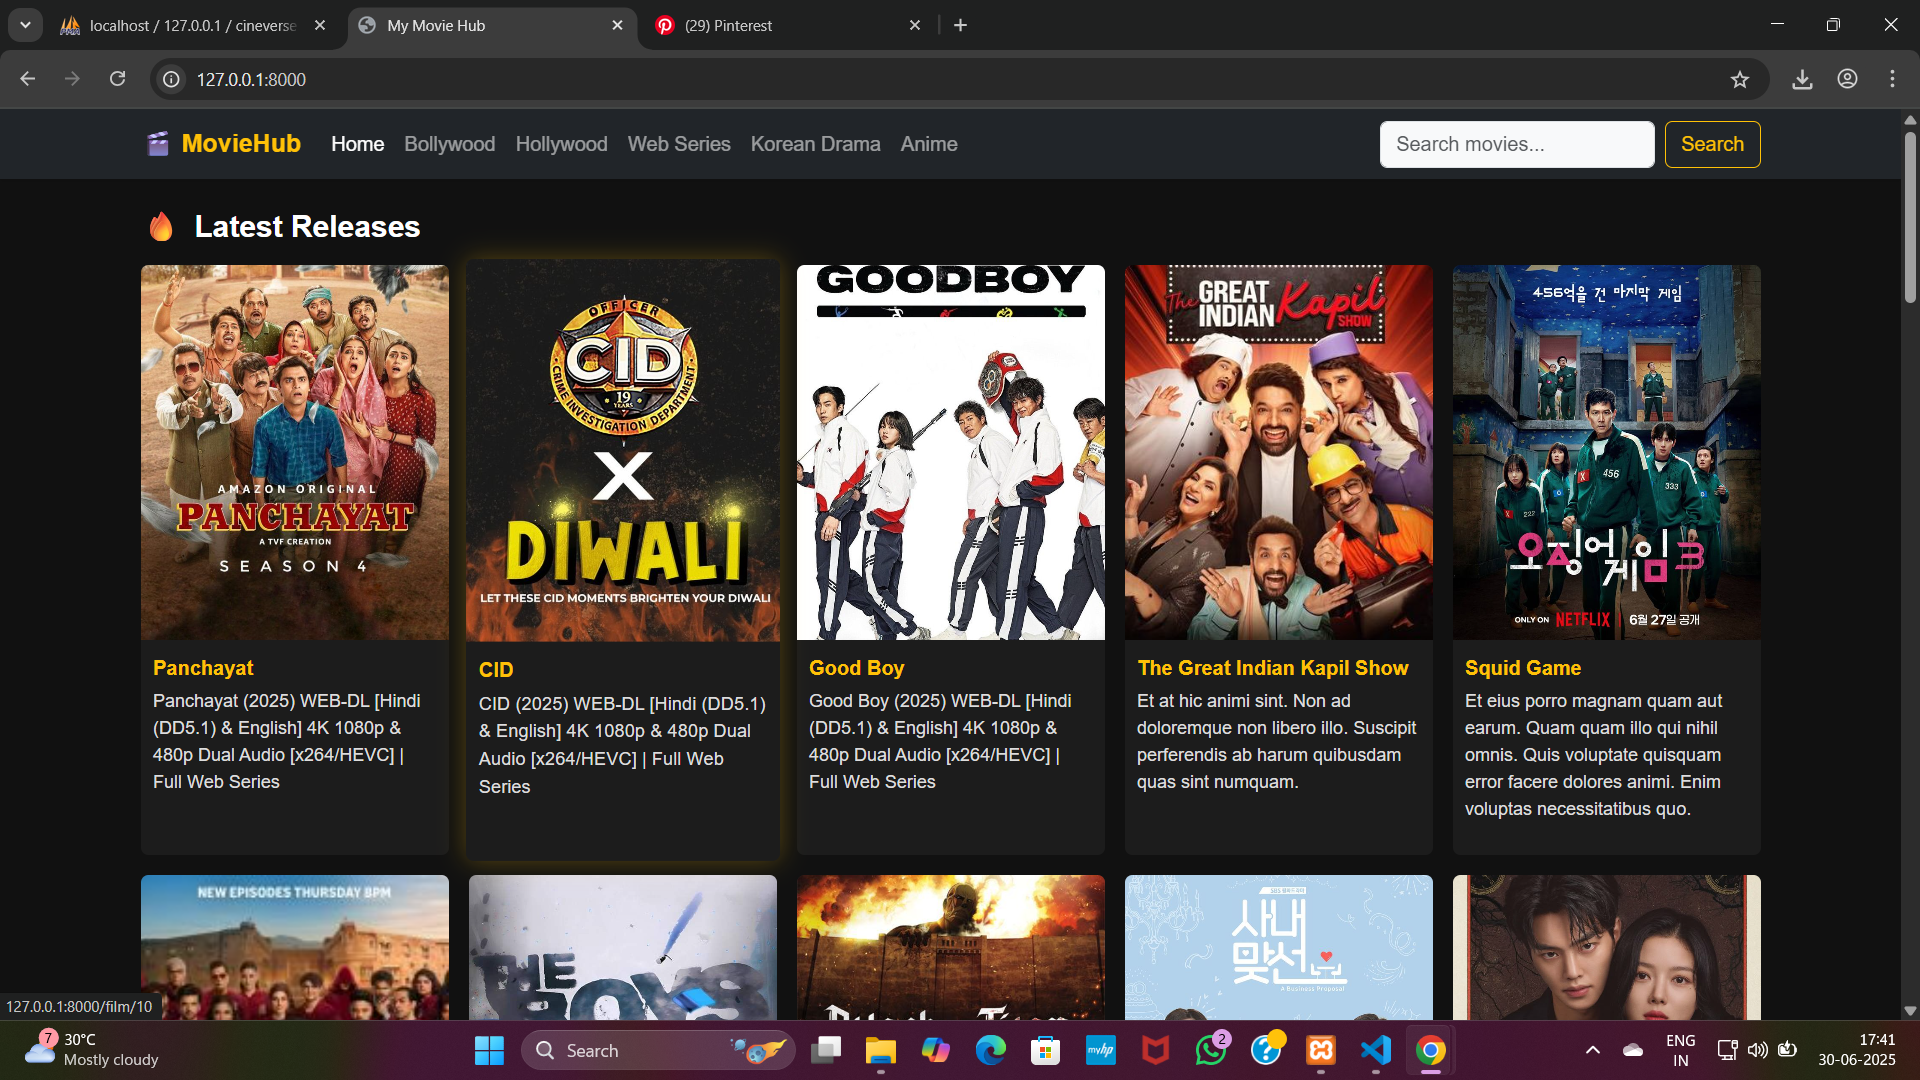 localhost / 127.0.0.1 / cineverse
My Movie Hub
(29) Pinterest
127.0.0.1:8000
MovieHub
Home
Bollywood
Hollywood
Web Series
Korean Drama
Anime
Search movies...
Search
Latest Releases
AMAZON ORIGINAL
PANCHAYAT
A TVF CREATION
SEASON 4
OFFICER
CID
19
YEARS
CRIME INVESTIGATION DEPARTMENT
X
DIWALI
LET THESE CID MOMENTS BRIGHTEN YOUR DIWALI
GOODBOY
The GREAT
INDIAN Kapil
SHOW
456억을 건 마지막 게임
456
333
222
오징어 게임 3
ONLY ON NETFLIX 6월 27일 공개
Panchayat
Panchayat (2025) WEB-DL [Hindi
(DD5.1) & English] 4K 1080p &
480p Dual Audio [x264/HEVC] |
Full Web Series
CID
CID (2025) WEB-DL [Hindi (DD5.1)
& English] 4K 1080p & 480p Dual
Audio [x264/HEVC] | Full Web
Series
Good Boy
Good Boy (2025) WEB-DL [Hindi
(DD5.1) & English] 4K 1080p &
480p Dual Audio [x264/HEVC] |
Full Web Series
The Great Indian Kapil Show
Et at hic animi sint. Non ad
doloremque non libero illo. Suscipit
perferendis ab harum quibusdam
quas sint numquam.
Squid Game
Et eius porro magnam quam aut
earum. Quam quam illo qui nihil
omnis. Quis voluptate quisquam
error facere dolores animi. Enim
voluptas necessitatibus quo.
NEW EPISODES THURSDAY 8PM
THE
BOYS
Attack on Titan
사내
맞선
A Business Proposal
127.0.0.1:8000/film/10
7
30°C
Mostly cloudy
Search
myhp
2
ENG
IN
17:41
30-06-2025